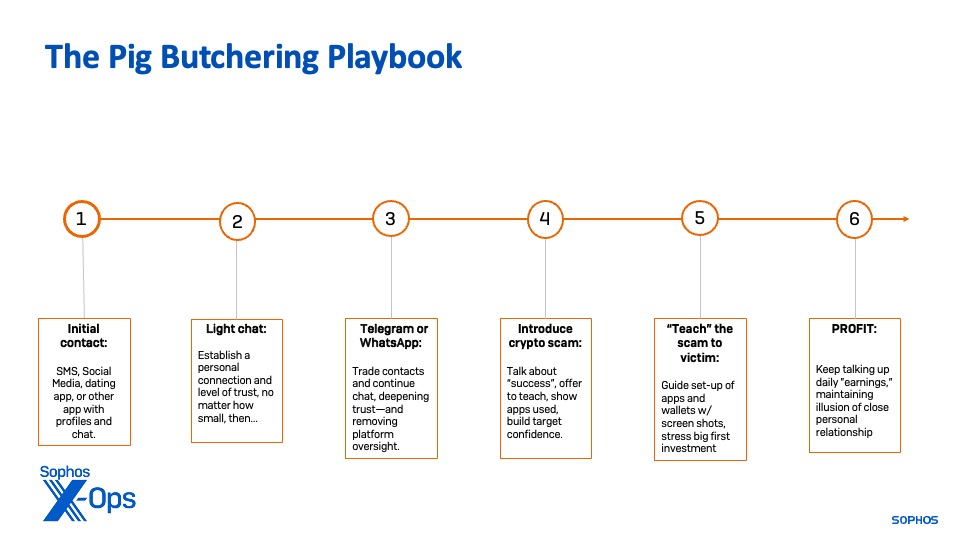 The Pig Butchering Playbook
1
2
3
4
5
6
Initial
contact:
SMS, Social
Media, dating
app, or other
app with
profiles and
chat.
Light chat:
Establish a
personal
connection and
level of trust, no
matter how
small, then...
Telegram or
WhatsApp:
Trade contacts
and continue
chat, deepening
trust—and
removing
platform
oversight.
Introduce
crypto scam:
Talk about
"success", offer
to teach, show
apps used,
build target
confidence.
“Teach” the
scam to
victim:
Guide set-up of
apps and
wallets w/
screen shots,
stress big first
investment
PROFIT:
Keep talking up
daily "earnings,"
maintaining
illusion of close
personal
relationship
Sophos
X-Ops
SOPHOS